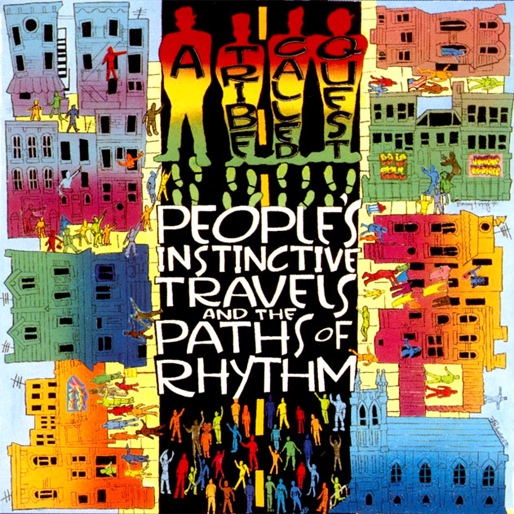 A
TRIBE
CALLED
QUEST
PEOPLE'S
INSTINCTIVE
TRAVELS
AND THE
PATHS OF
RHYTHM